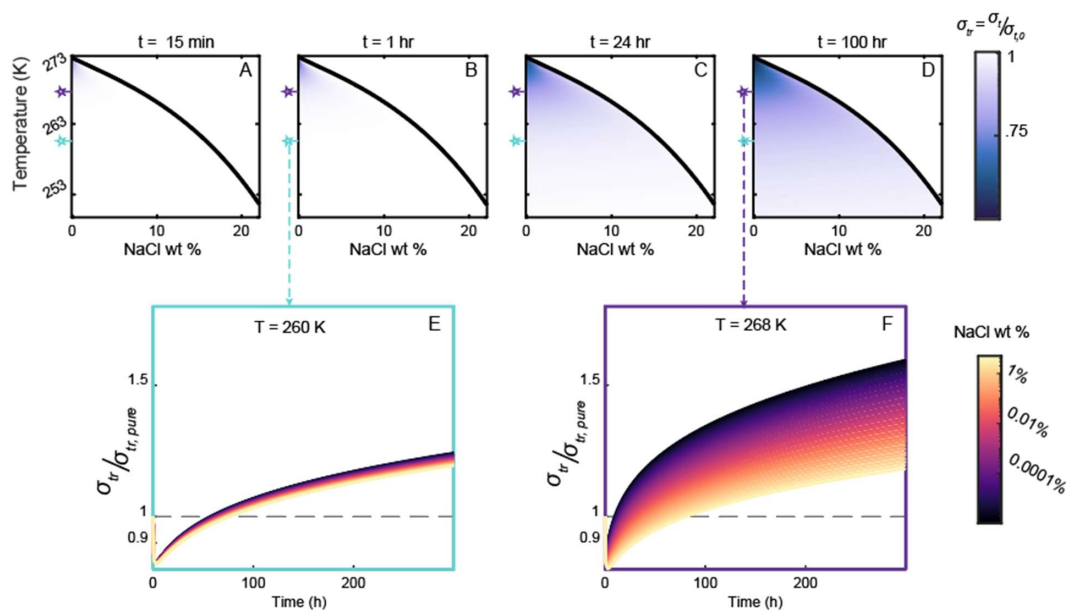 t = 15 min
t = 1 hr
t = 24 hr
t = 100 hr
σtr = σt/σt,o
A
B
C
D
Temperature (K)
273
263
253
1
.75
0 10 20
0 10 20
0 10 20
0 10 20
NaCl wt %
NaCl wt %
NaCl wt %
NaCl wt %
T = 260 K
E
σtr/σtr, pure
1.5
1
0.9
0 100 200
Time (h)
T = 268 K
F
σtr/σtr, pure
1.5
1
0.9
0 100 200
Time (h)
NaCl wt %
1%
0.01%
0.0001%